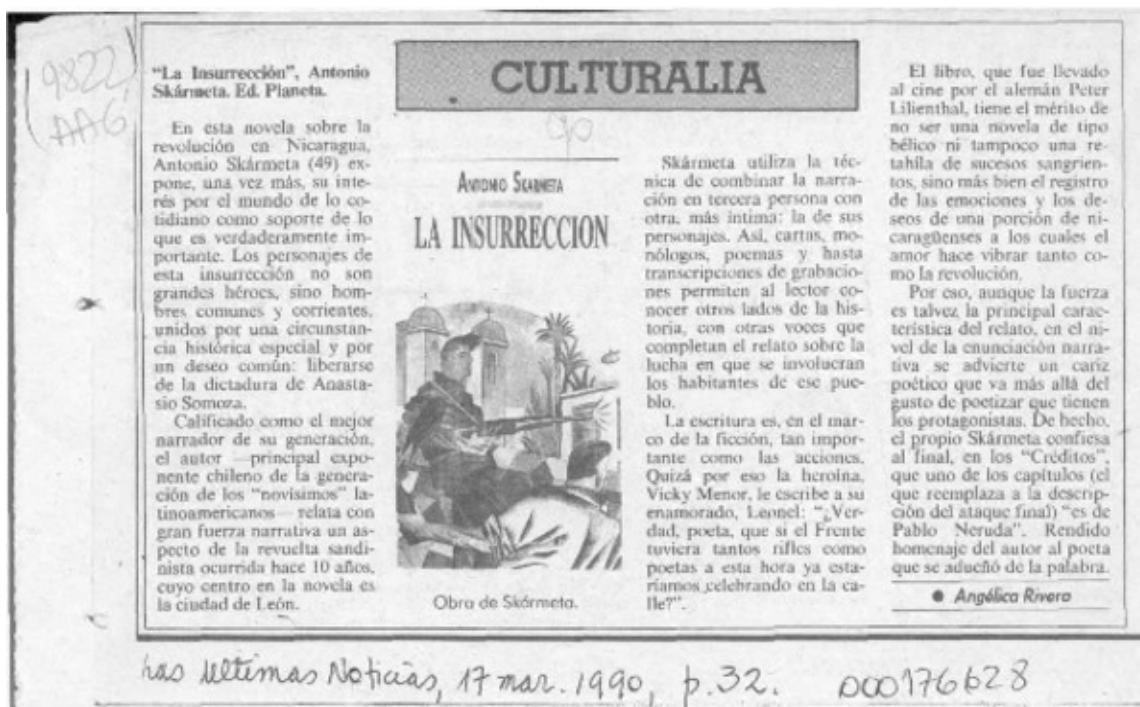 9822
AA6
"La Insurrección", Antonio
Skármeta. Ed. Planeta.
En esta novela sobre la
revolución en Nicaragua,
Antonio Skármeta (49) ex-
pone, una vez más, su inte-
rés por el mundo de lo co-
tidiano como soporte de lo
que es verdaderamente im-
portante. Los personajes de
esta insurrección no son
grandes héroes, sino hom-
bres comunes y corrientes,
unidos por una circunstan-
cia histórica especial y por
un deseo común: liberarse
de la dictadura de Anasta-
sio Somoza.
Calificado como el mejor
narrador de su generación,
el autor —principal expo-
nente chileno de la genera-
ción de los "novísimos" la-
tinoamericanos— relata con
gran fuerza narrativa un as-
pecto de la revuelta sandi-
nista ocurrida hace 10 años,
cuyo centro en la novela es
la ciudad de León.
CULTURALIA
ANTONIO SKARMETA
LA INSURRECCION
Obra de Skármeta.
Skármeta utiliza la téc-
nica de combinar la narra-
ción en tercera persona con
otra, más íntima: la de sus
personajes. Así, cartas, mo-
nólogos, poemas y hasta
transcripciones de grabacio-
nes permiten al lector co-
nocer otros lados de la his-
toria, con otras voces que
completan el relato sobre la
lucha en que se involucran
los habitantes de ese pue-
blo.
La escritura es, en el mar-
co de la ficción, tan impor-
tante como las acciones.
Quizá por eso la heroína,
Vicky Menor, le escribe a su
enamorado, Leonel: "¿Ver-
dad, poeta, que si el Frente
tuviera tantos rifles como
poetas a esta hora ya esta-
ríamos celebrando en la ca-
lle?".
El libro, que fue llevado
al cine por el alemán Peter
Lilienthal, tiene el mérito de
no ser una novela de tipo
bélico ni tampoco una re-
tahíla de sucesos sangrien-
tos, sino más bien el registro
de las emociones y los de-
seos de una porción de ni-
caragüenses a los cuales el
amor hace vibrar tanto co-
mo la revolución.
Por eso, aunque la fuerza
es talvez la principal carac-
terística del relato, en el ni-
vel de la enunciación narra-
tiva se advierte un cariz
poético que va más allá del
gusto de poetizar que tienen
los protagonistas. De hecho,
el propio Skármeta confiesa
al final, en los "Créditos",
que uno de los capítulos (el
que reemplaza a la descrip-
ción del ataque final) "es de
Pablo Neruda". Rendido
homenaje del autor al poeta
que se adueñó de la palabra.
● Angélica Rivera
Las Ultimas Noticias, 17 mar. 1990, p.32. 000176628